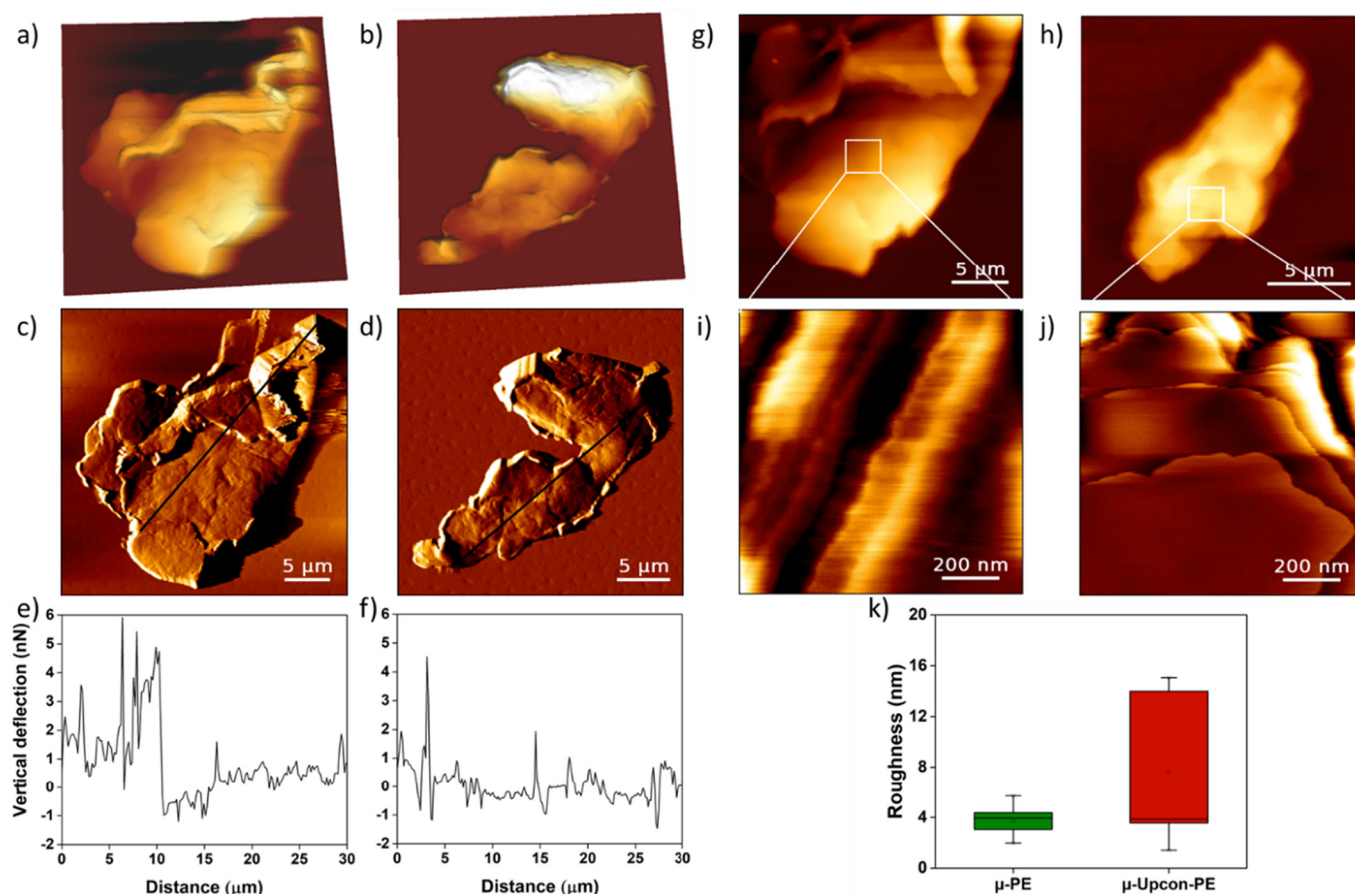 a)
b)
g)
h)
5 µm
5 µm
c)
d)
i)
j)
5 µm
5 µm
200 nm
200 nm
e)
f)
k)
Vertical deflection (nN)
6
5
4
3
2
1
0
-1
-2
0 5 10 15 20 25 30
Distance (µm)
6
5
4
3
2
1
0
-1
-2
0 5 10 15 20 25 30
Distance (µm)
Roughness (nm)
20
16
12
8
4
0
µ-PE
µ-Upcon-PE